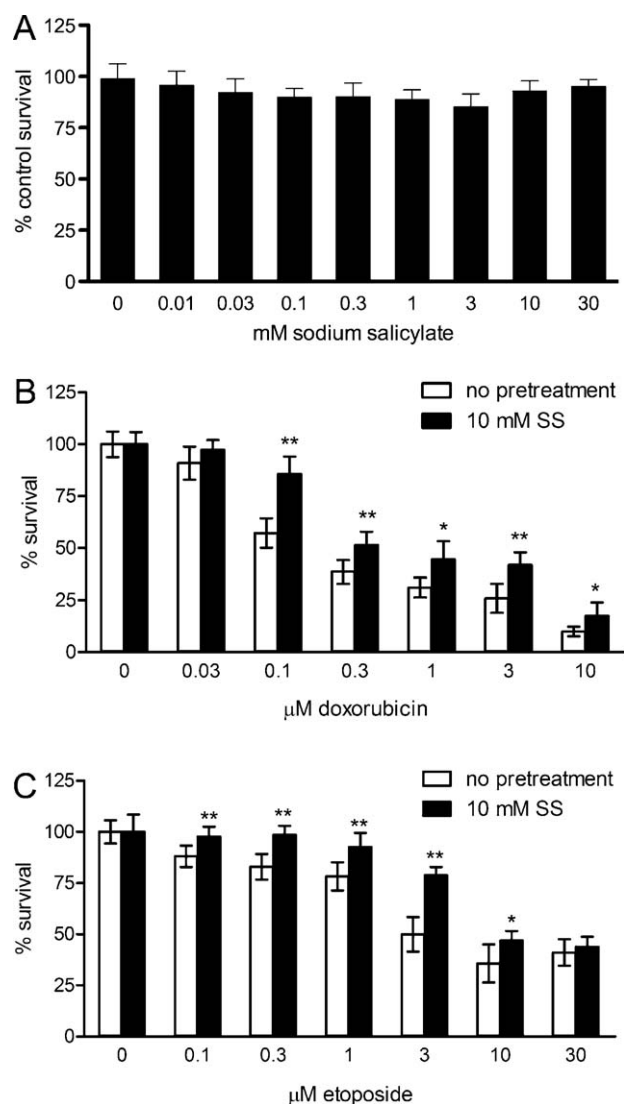 A
125
100
75
50
25
0
% control survival
0 0.01 0.03 0.1 0.3 1 3 10 30
mM sodium salicylate
B
125
100
75
50
25
0
% survival
no pretreatment
10 mM SS
** ** * ** *
0 0.03 0.1 0.3 1 3 10
μM doxorubicin
C
125
100
75
50
25
0
% survival
no pretreatment
10 mM SS
** ** ** ** *
0 0.1 0.3 1 3 10 30
μM etoposide